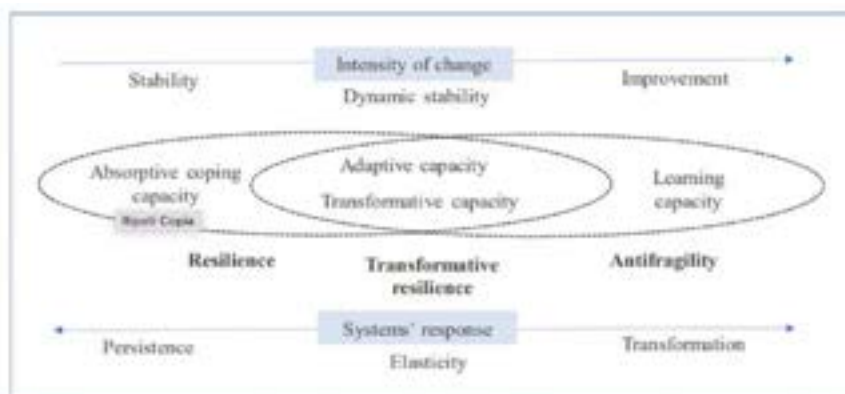 Intensity of change
Stability
Improvement
Dynamic stability
Absorptive coping
capacity
Adaptive capacity
Transformative capacity
Learning
capacity
Resilience
Transformative
resilience
Antifragility
Systems' response
Persistence
Transformation
Elasticity